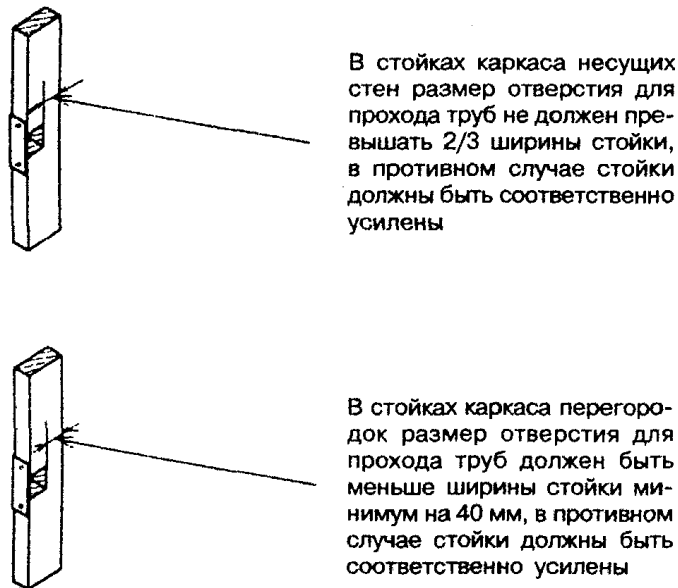 В стойках каркаса несущих
стен размер отверстия для
прохода труб не должен пре-
вышать 2/3 ширины стойки,
в противном случае стойки
должны быть соответственно
усилены
В стойках каркаса перегоро-
док размер отверстия для
прохода труб должен быть
меньше ширины стойки ми-
нимум на 40 мм, в противном
случае стойки должны быть
соответственно усилены